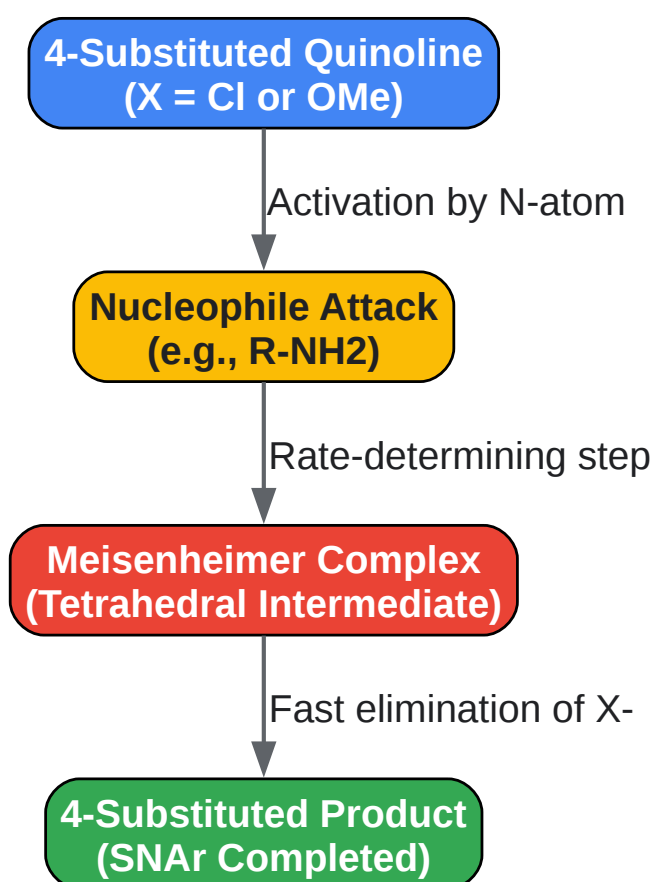 4-Substituted Quinoline
(X = Cl or OMe)
Activation by N-atom
Nucleophile Attack
(e.g., R-NH2)
Rate-determining step
Meisenheimer Complex
(Tetrahedral Intermediate)
Fast elimination of X-
4-Substituted Product
(SNAr Completed)